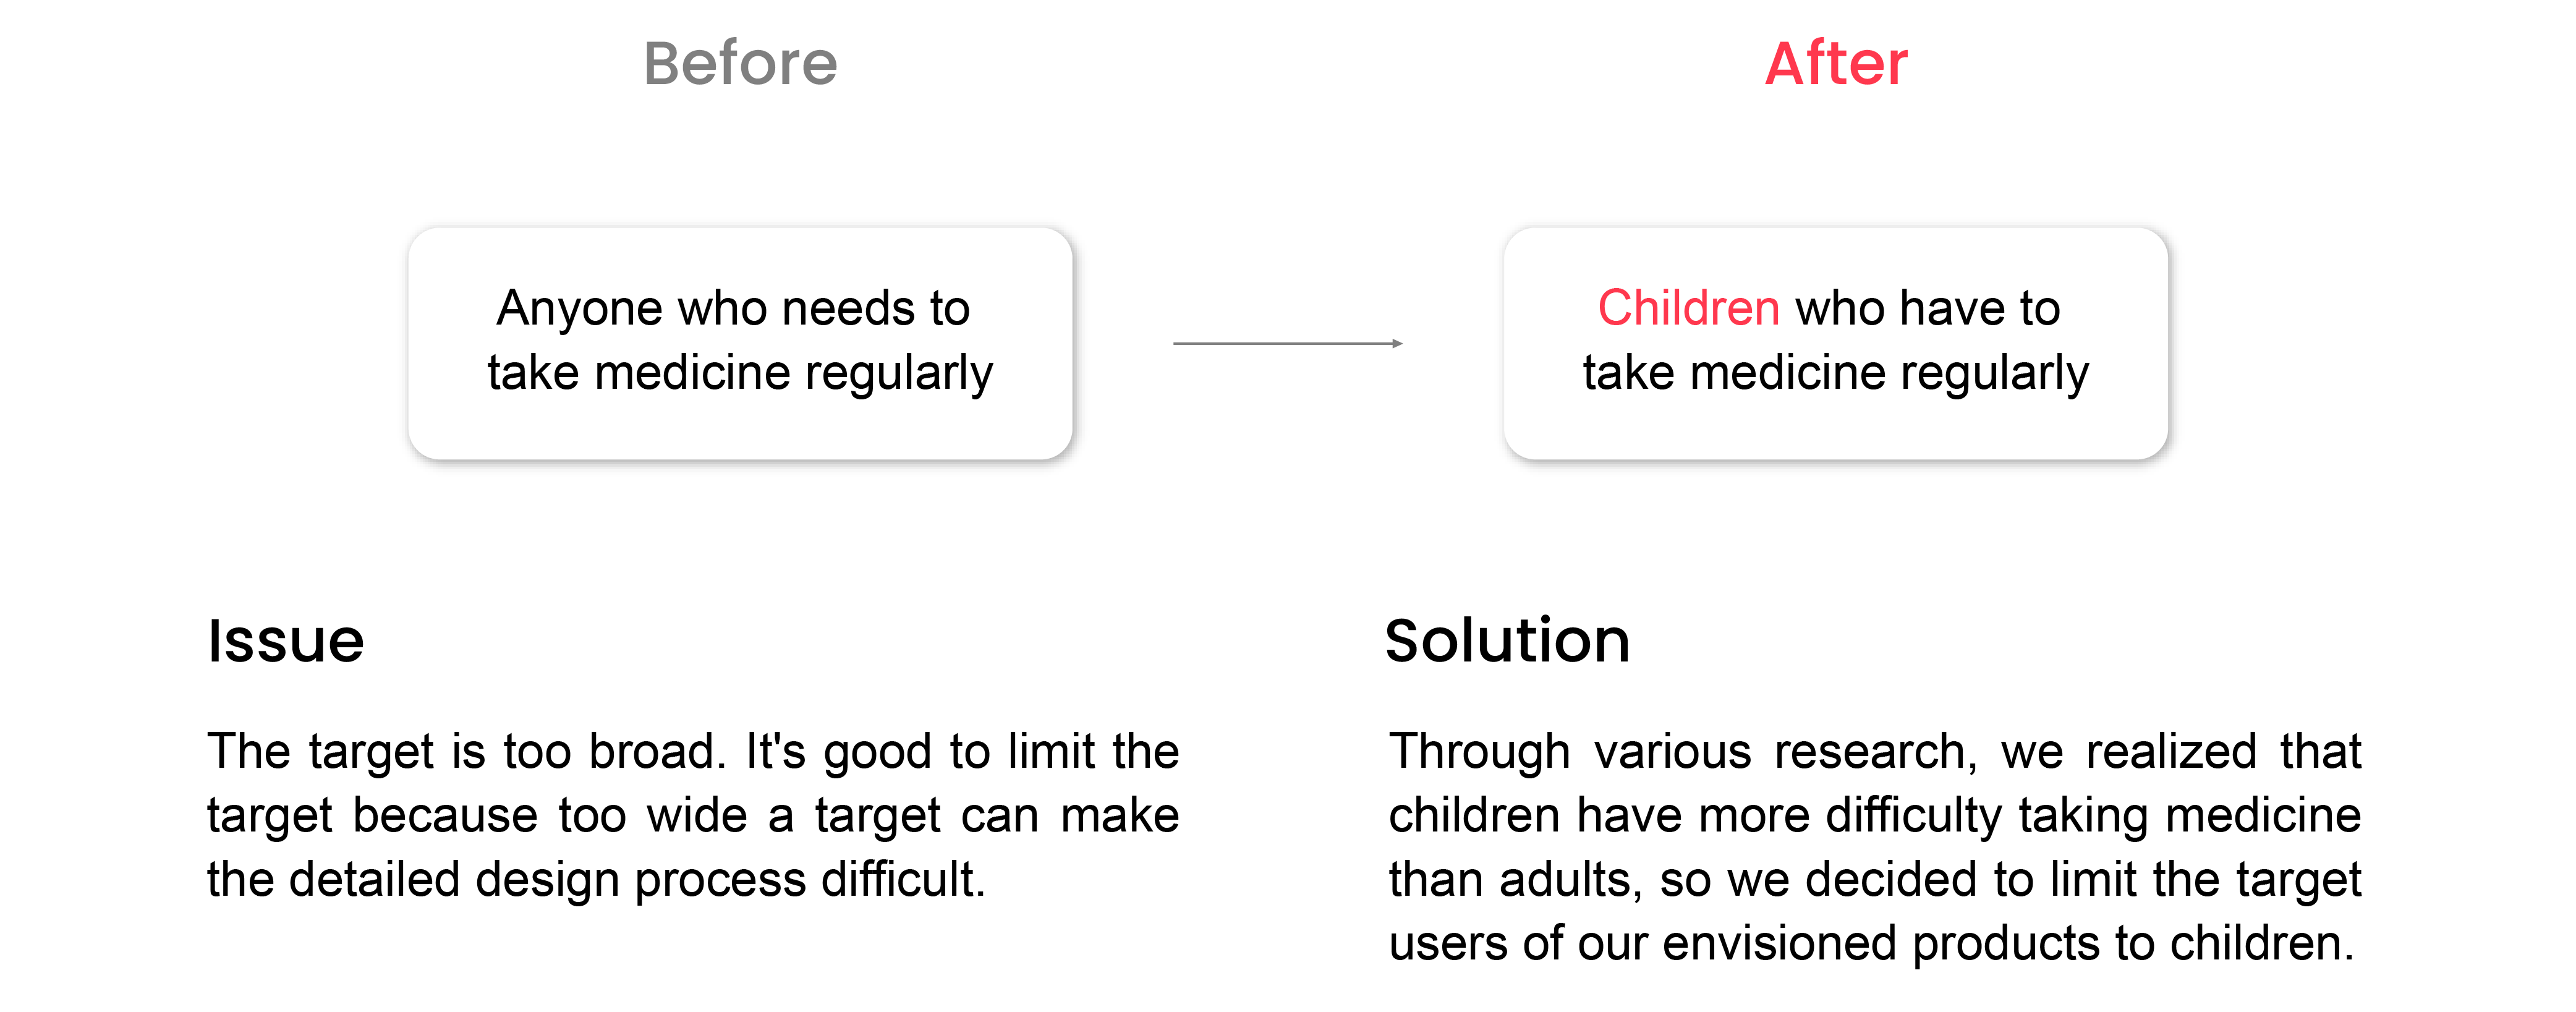 Before
After
Anyone who needs to
take medicine regularly
Children who have to
take medicine regularly
Issue
The target is too broad. It's good to limit the
target because too wide a target can make
the detailed design process difficult.
Solution
Through various research, we realized that
children have more difficulty taking medicine
than adults, so we decided to limit the target
users of our envisioned products to children.